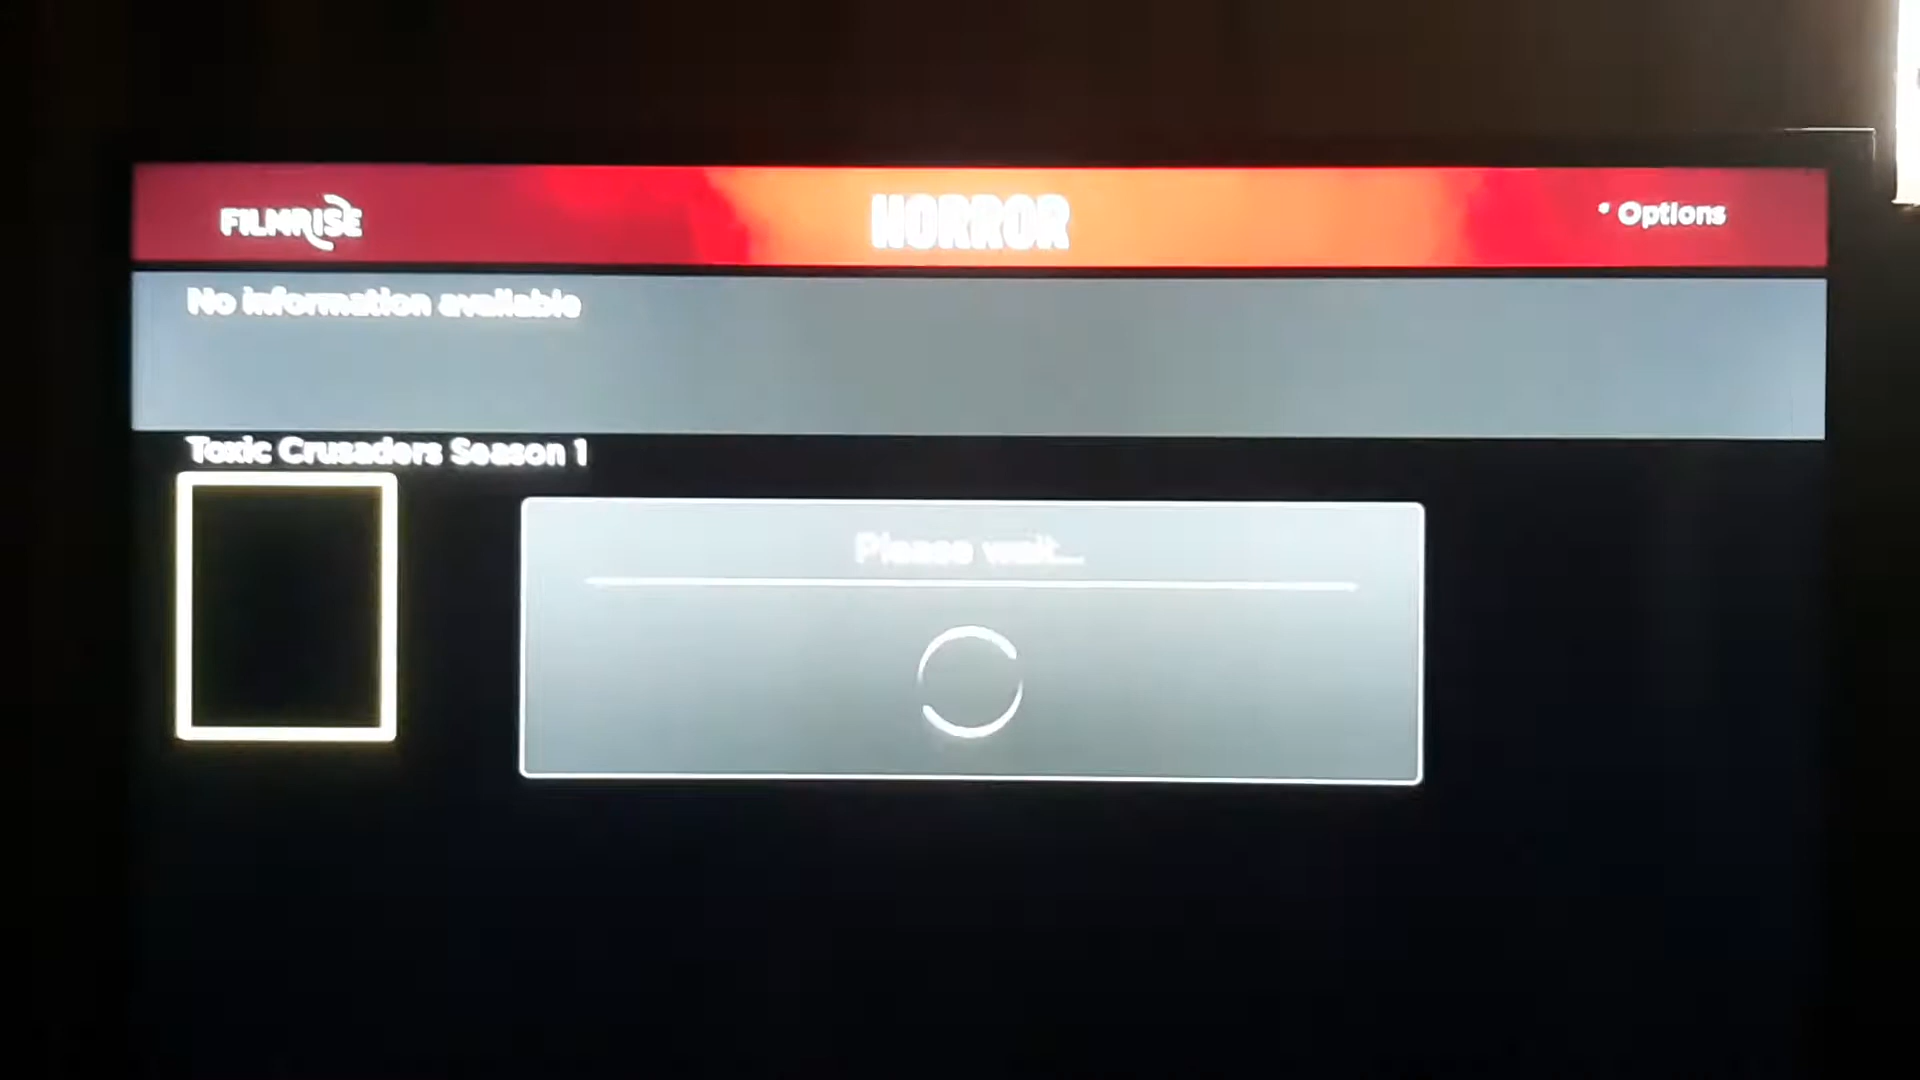 FILMRISE
HORROR
* Options
No information available
Toxic Crusaders Season 1
Please wait...